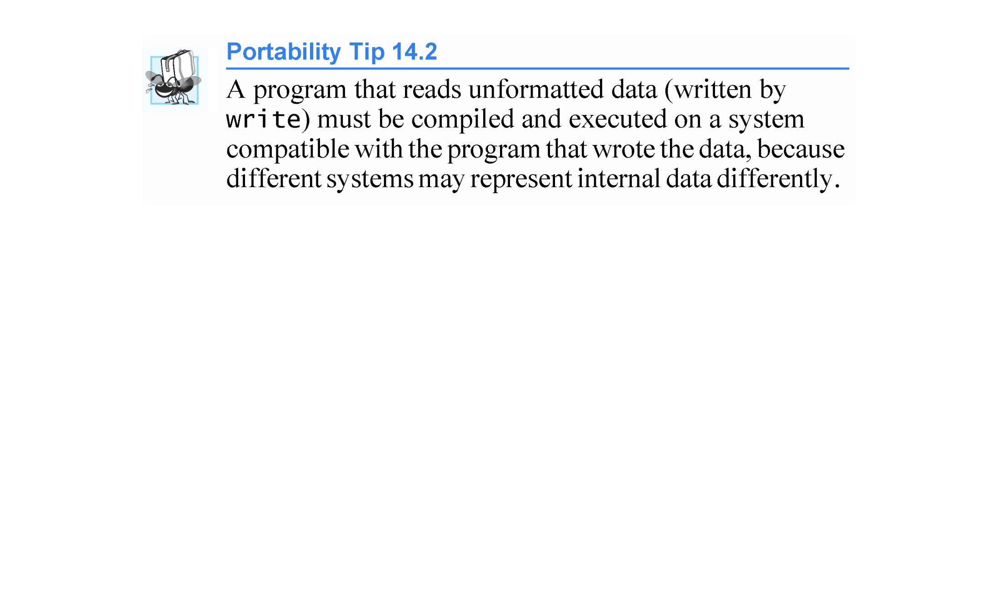 Portability Tip 14.2
A program that reads unformatted data (written by
write) must be compiled and executed on a system
compatible with the program that wrote the data, because
different systems may represent internal data differently.